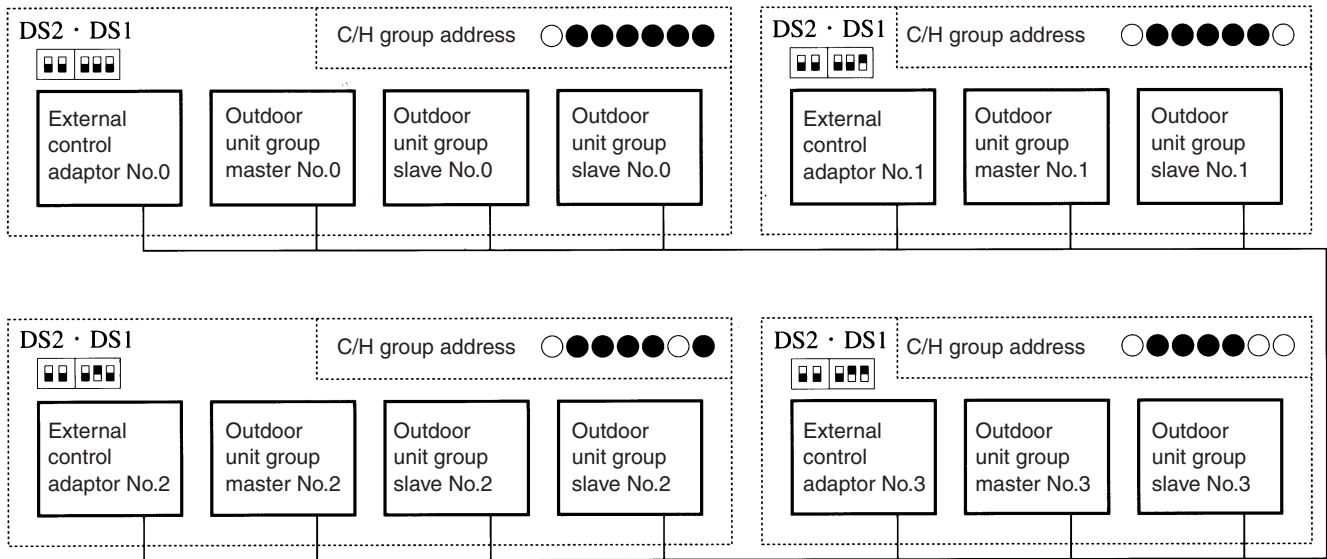 DS2・DS1
C/H group address
External
control
adaptor No.0
Outdoor
unit group
master No.0
Outdoor
unit group
slave No.0
Outdoor
unit group
slave No.0
DS2・DS1
C/H group address
External
control
adaptor No.1
Outdoor
unit group
master No.1
Outdoor
unit group
slave No.1
DS2・DS1
C/H group address
External
control
adaptor No.2
Outdoor
unit group
master No.2
Outdoor
unit group
slave No.2
Outdoor
unit group
slave No.2
DS2・DS1
C/H group address
External
control
adaptor No.3
Outdoor
unit group
master No.3
Outdoor
unit group
slave No.3